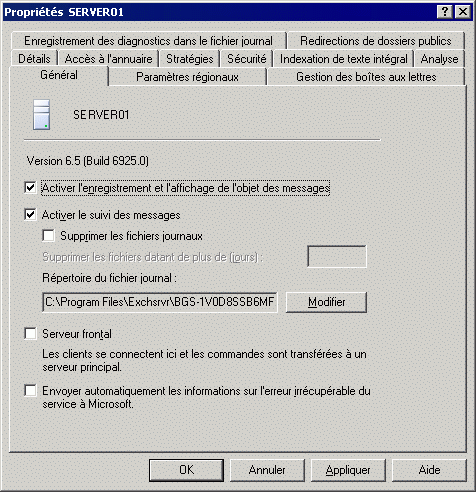 Propriétés SERVER01
Enregistrement des diagnostics dans le fichier journal
Redirections de dossiers publics
Détails
Accès à l'annuaire
Stratégies
Sécurité
Indexation de texte intégral
Analyse
Général
Paramètres régionaux
Gestion des boîtes aux lettres
SERVER01
Version 6.5 (Build 6925.0)
Activer l'enregistrement et l'affichage de l'objet des messages
Activer le suivi des messages
Supprimer les fichiers journaux
Supprimer les fichiers datant de plus de (jours) :
Répertoire du fichier journal :
C:\Program Files\Exchsrvr\BGS-1V0D8SSB6MF
Modifier
Serveur frontal
Les clients se connectent ici et les commandes sont transférées à un
serveur principal.
Envoyer automatiquement les informations sur l'erreur irrécupérable du
service à Microsoft.
OK
Annuler
Appliquer
Aide